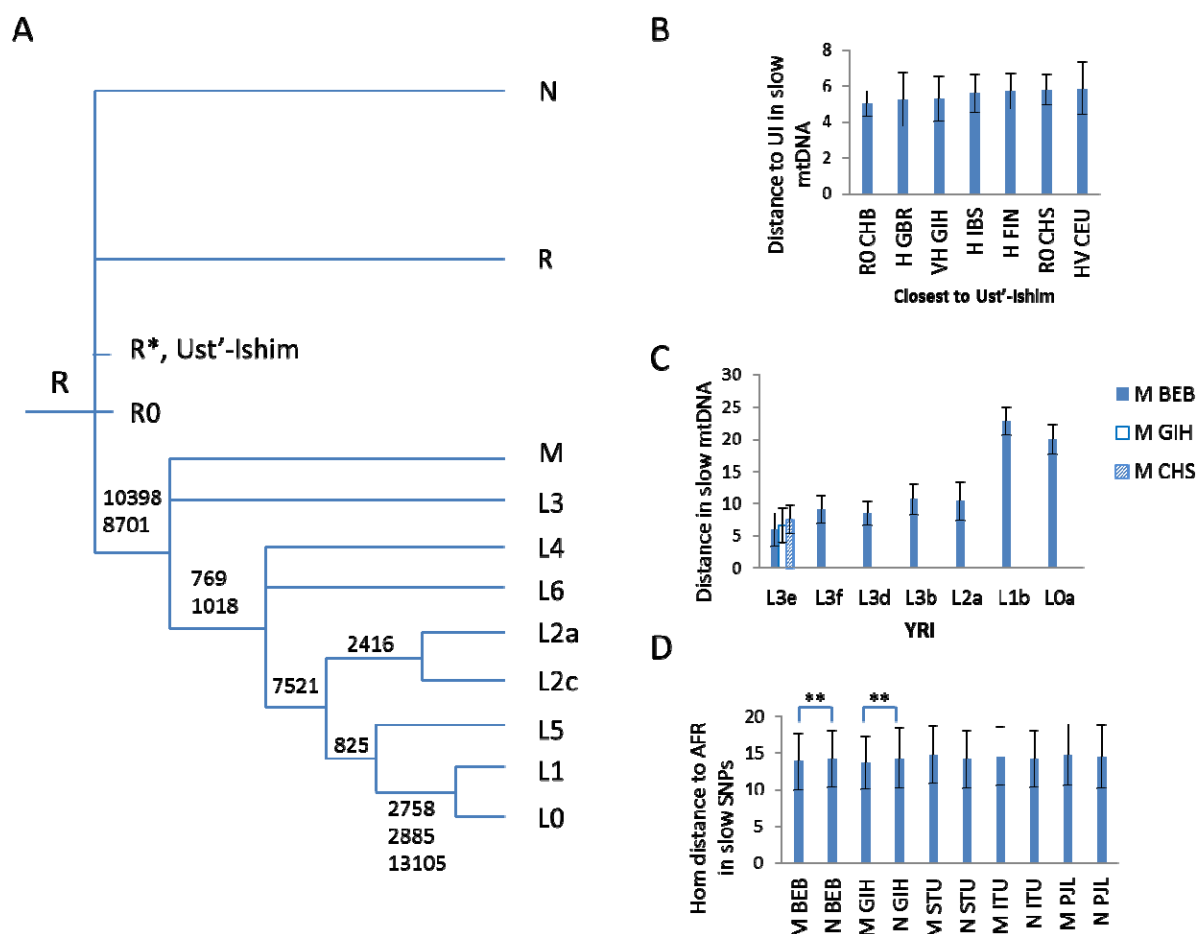 A
N
R
R*, Ust’-Ishim
R
R0
M
10398
8701
L3
L4
769
1018
L6
L2a
2416
7521
L2c
L5
825
L1
2758
2885
13105
L0
B
Distance to UI in slow
mtDNA
8
6
4
2
0
R0 CHB
H GBR
VH GIH
H IBS
H FIN
R0 CHS
HV CEU
Closest to Ust’-Ishim
C
Distance in slow mtDNA
30
25
20
15
10
5
0
M BEB
M GIH
M CHS
L3e
L3f
L3d
L3b
L2a
L1b
L0a
YRI
D
Hom distance to AFR
in slow SNPs
20
15
10
5
0
**
**
M BEB
N BEB
M GIH
N GIH
M STU
N STU
M ITU
N ITU
M PJL
N PJL